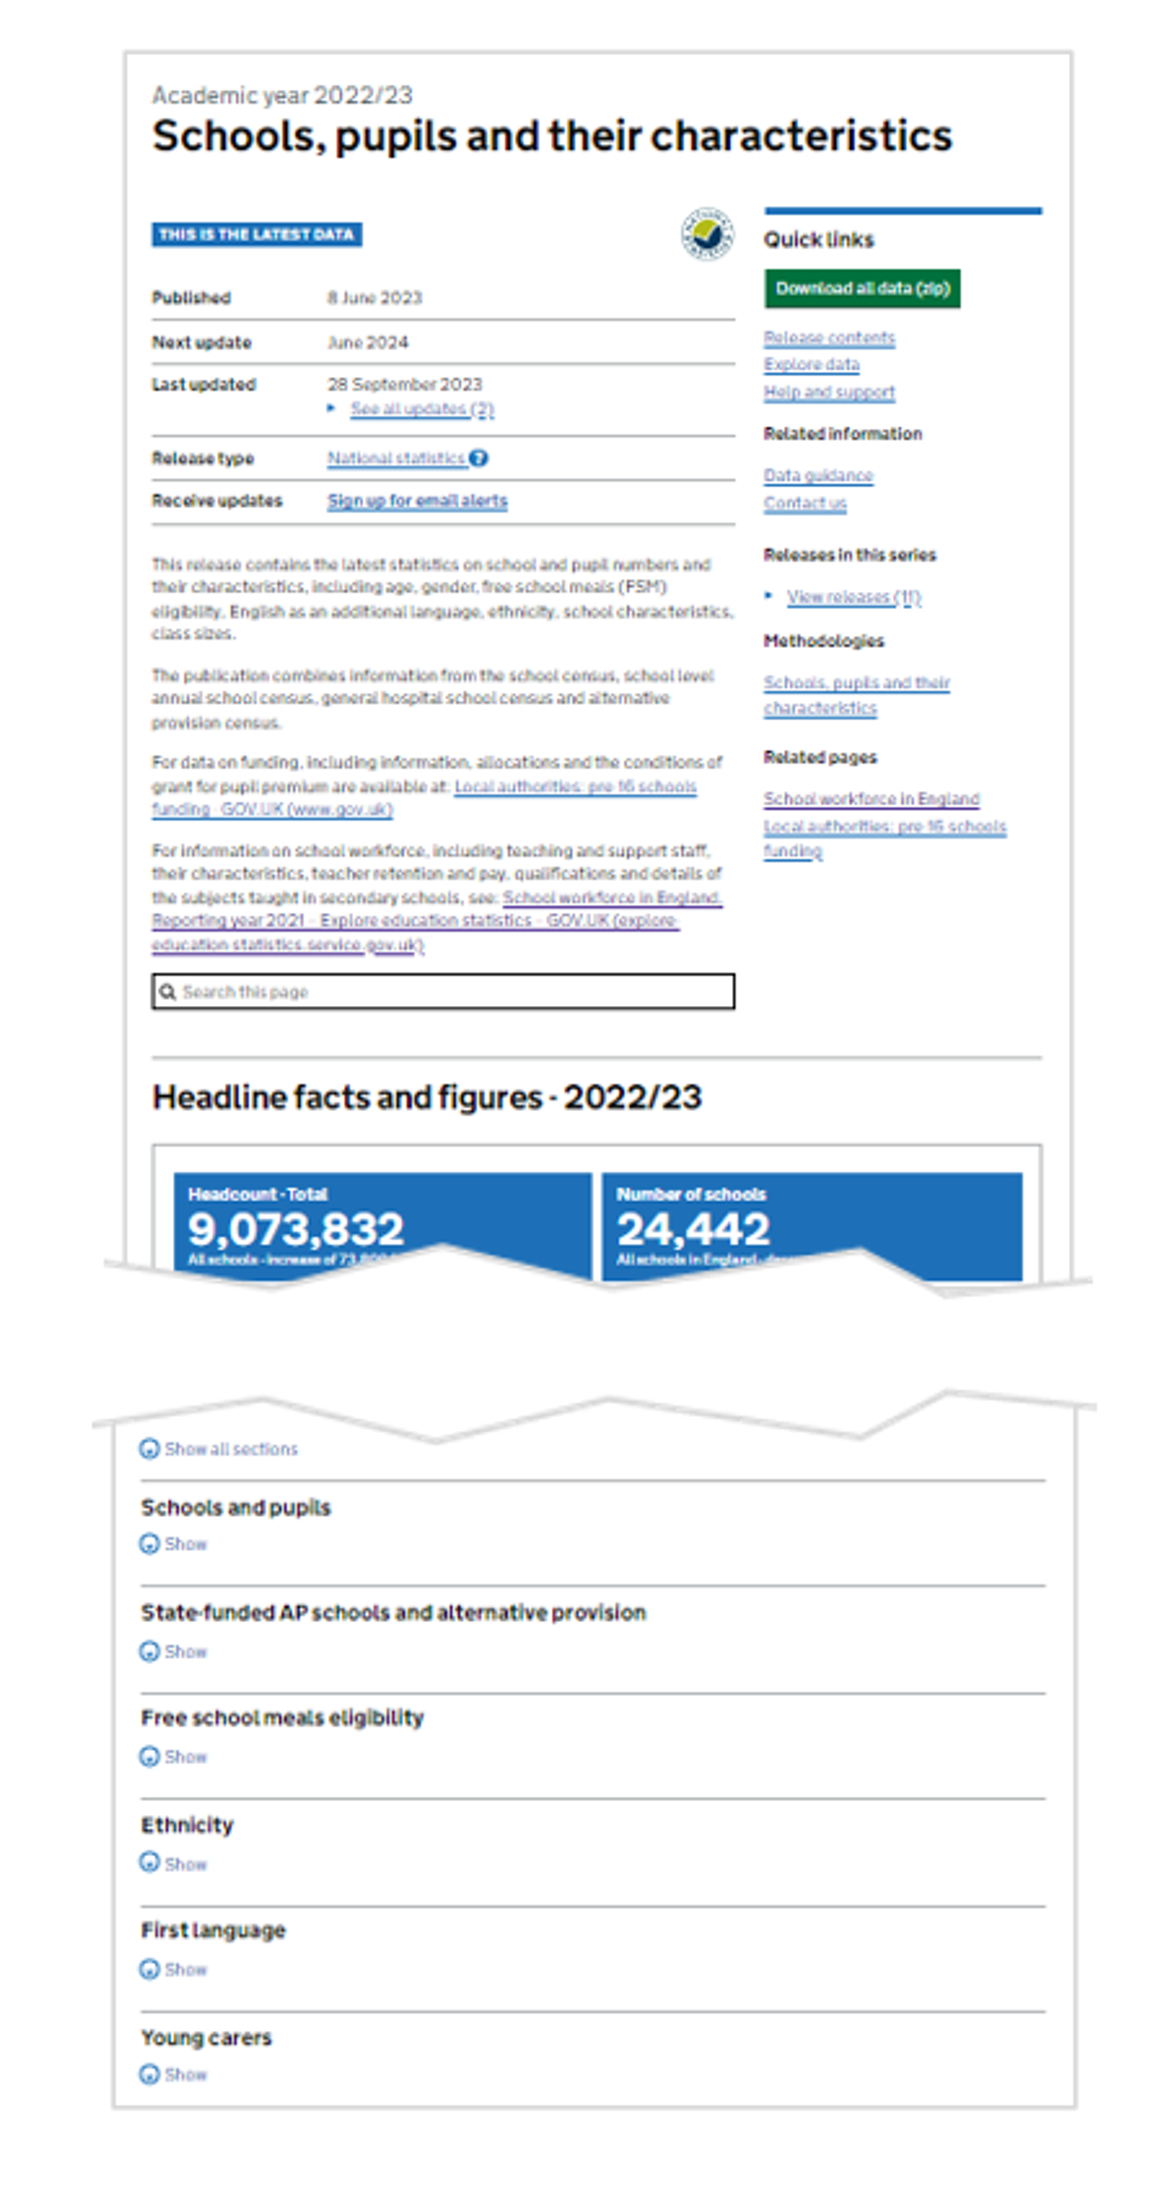 Academic year 2022/23
Schools, pupils and their characteristics
THIS IS THE LATEST DATA
Published 8 June 2023
Next update June 2024
Last updated 28 September 2023
See all updates (2)
Release type National statistics ?
Receive updates Sign up for email alerts
This release contains the latest statistics on school and pupil numbers and
their characteristics, including age, gender, free school meals (FSM)
eligibility, English as an additional language, ethnicity, school characteristics,
class sizes.
The publication combines information from the school census, school level
annual school census, general hospital school census and alternative
provision census.
For data on funding, including information, allocations and the conditions of
grant for pupil premium are available at: Local authorities: pre-16 schools
funding - GOV.UK (www.gov.uk)
For information on school workforce, including teaching and support staff,
their characteristics, teacher retention and pay, qualifications and details of
the subjects taught in secondary schools, see: School workforce in England,
Reporting year 2021 – Explore education statistics – GOV.UK (explore-
education-statistics.service.gov.uk)
Search this page
Quick links
Download all data (zip)
Release contents
Explore data
Help and support
Related information
Data guidance
Contact us
Releases in this series
View releases (11)
Methodologies
Schools, pupils and their
characteristics
Related pages
School workforce in England
Local authorities: pre-16 schools
funding
Headline facts and figures - 2022/23
Headcount - Total
9,073,832
All schools - increase of
Number of schools
24,442
All schools in England -
Show all sections
Schools and pupils
Show
State-funded AP schools and alternative provision
Show
Free school meals eligibility
Show
Ethnicity
Show
First language
Show
Young carers
Show